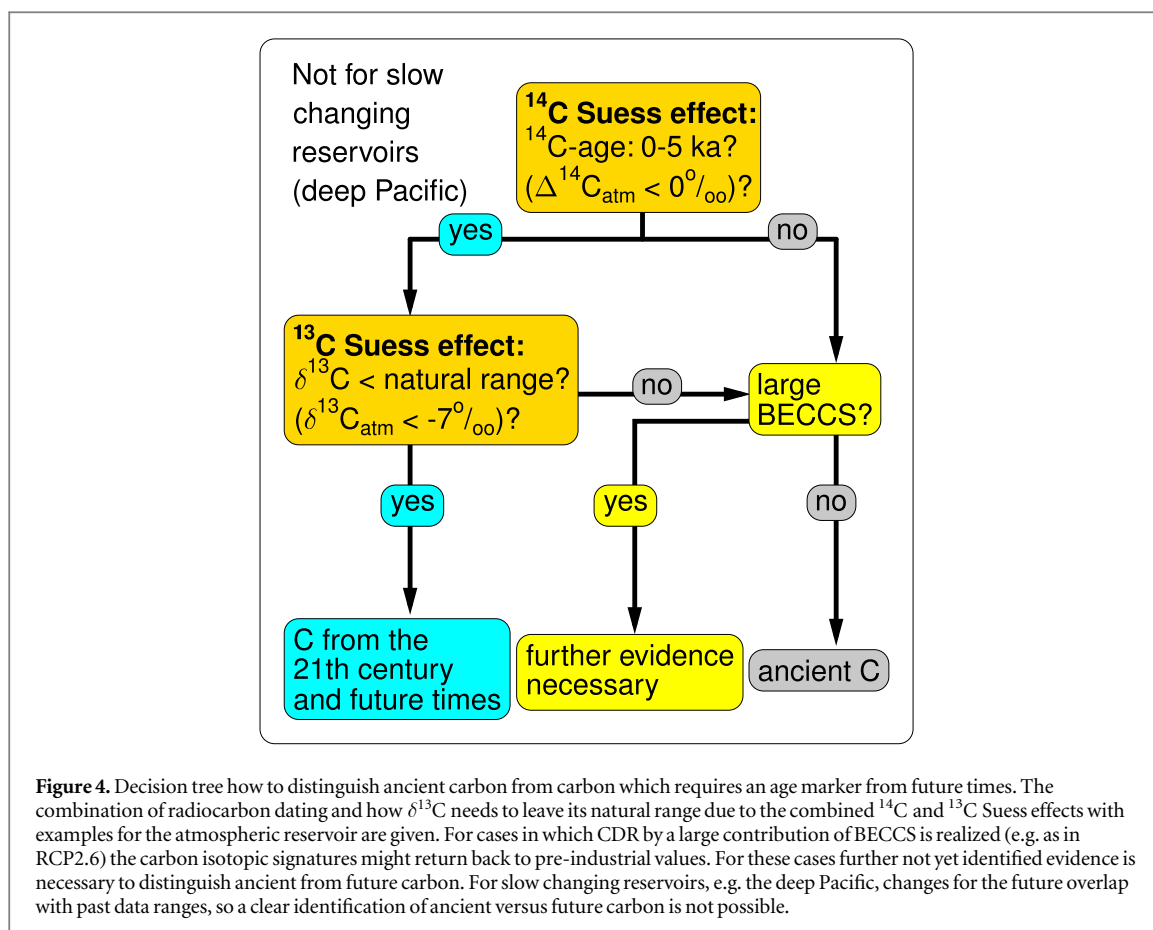 Not for slow
changing
reservoirs
(deep Pacific)
¹⁴C Suess effect:
¹⁴C-age: 0-5 ka?
(Δ¹⁴C_atm < 0°/oo)?
yes
no
¹³C Suess effect:
δ¹³C < natural range?
(δ¹³C_atm < -7°/oo)?
no
large
BECCS?
yes
yes
no
C from the
21th century
and future times
further evidence
necessary
ancient C
Figure 4. Decision tree how to distinguish ancient carbon from carbon which requires an age marker from future times. The
combination of radiocarbon dating and how δ¹³C needs to leave its natural range due to the combined ¹⁴C and ¹³C Suess effects with
examples for the atmospheric reservoir are given. For cases in which CDR by a large contribution of BECCS is realized (e.g. as in
RCP2.6) the carbon isotopic signatures might return back to pre-industrial values. For these cases further not yet identified evidence is
necessary to distinguish ancient from future carbon. For slow changing reservoirs, e.g. the deep Pacific, changes for the future overlap
with past data ranges, so a clear identification of ancient versus future carbon is not possible.